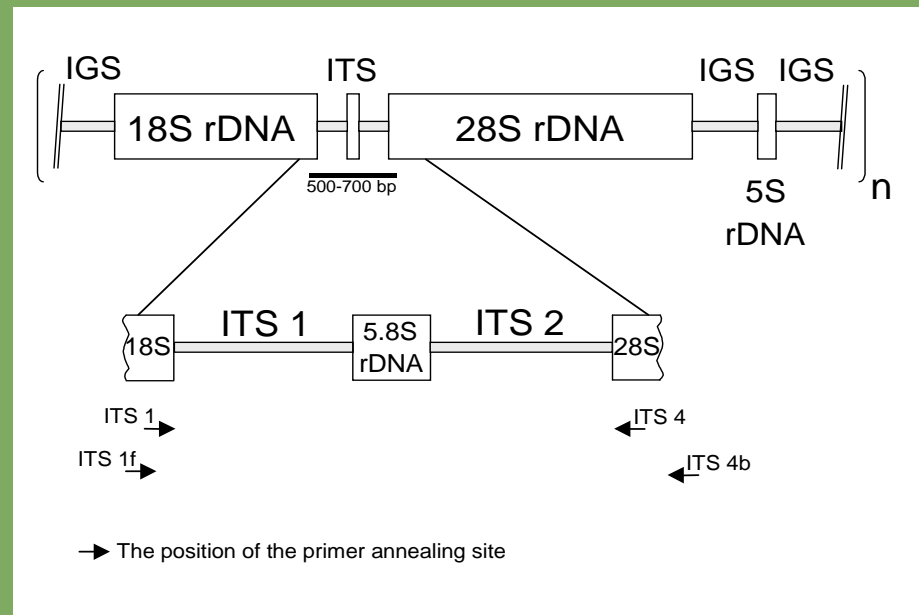 IGS
ITS
IGS
IGS
18S rDNA
28S rDNA
500-700 bp
5S
rDNA
n
ITS 1
ITS 2
18S
5.8S
rDNA
28S
ITS 1
ITS 4
ITS 1f
ITS 4b
The position of the primer annealing site